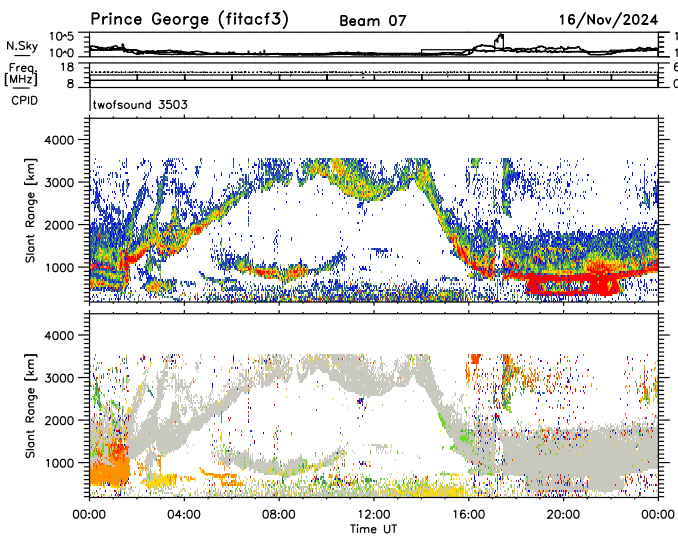 Prince George (fitacf3)
Beam 07
16/Nov/2024
N.Sky
10+5
10+0
Freq.
[MHz]
18
8
CPID
twofsound 3503
Slant Range [km]
4000
3000
2000
1000
Slant Range [km]
4000
3000
2000
1000
00:00 04:00 08:00 12:00 16:00 20:00 00:00
Time UT